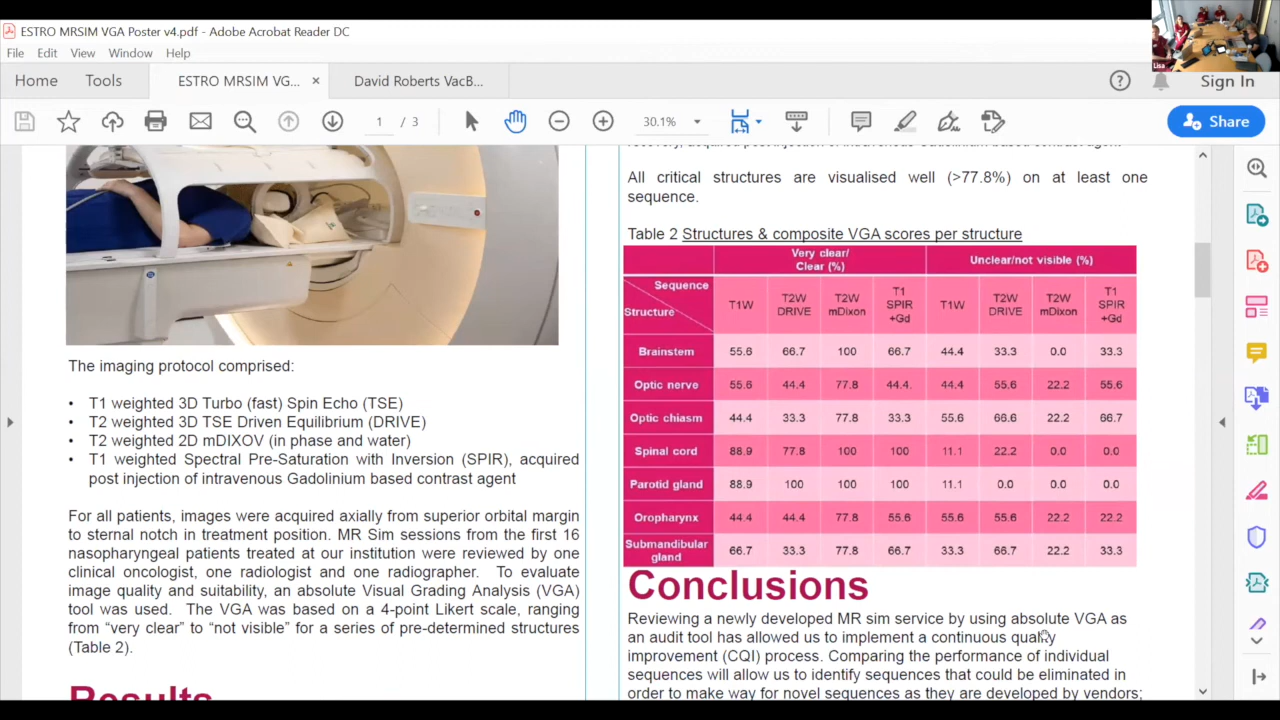 ESTRO MRSIM VGA Poster v4.pdf - Adobe Acrobat Reader DC
File Edit View Window Help
Home Tools ESTRO MRSIM VG... × David Roberts VacB... Sign In
Lisa
1 / 3 30.1% Share
The imaging protocol comprised:
• T1 weighted 3D Turbo (fast) Spin Echo (TSE)
• T2 weighted 3D TSE Driven Equilibrium (DRIVE)
• T2 weighted 2D mDIXOV (in phase and water)
• T1 weighted Spectral Pre-Saturation with Inversion (SPIR), acquired
post injection of intravenous Gadolinium based contrast agent
For all patients, images were acquired axially from superior orbital margin
to sternal notch in treatment position. MR Sim sessions from the first 16
nasopharyngeal patients treated at our institution were reviewed by one
clinical oncologist, one radiologist and one radiographer. To evaluate
image quality and suitability, an absolute Visual Grading Analysis (VGA)
tool was used. The VGA was based on a 4-point Likert scale, ranging
from “very clear” to “not visible” for a series of pre-determined structures
(Table 2).
Results
All critical structures are visualised well (>77.8%) on at least one
sequence.
Table 2 Structures & composite VGA scores per structure
Very clear/
Clear (%) Unclear/not visible (%)
Sequence
Structure
T1W T2W DRIVE T2W mDixon T1 SPIR +Gd T1W T2W DRIVE T2W mDixon T1 SPIR +Gd
Brainstem 55.6 66.7 100 66.7 44.4 33.3 0.0 33.3
Optic nerve 55.6 44.4 77.8 44.4. 44.4 55.6 22.2 55.6
Optic chiasm 44.4 33.3 77.8 33.3 55.6 66.6 22.2 66.7
Spinal cord 88.9 77.8 100 100 11.1 22.2 0.0 0.0
Parotid gland 88.9 100 100 100 11.1 0.0 0.0 0.0
Oropharynx 44.4 44.4 77.8 55.6 55.6 55.6 22.2 22.2
Submandibular
gland 66.7 33.3 77.8 66.7 33.3 66.7 22.2 33.3
Conclusions
Reviewing a newly developed MR sim service by using absolute VGA as
an audit tool has allowed us to implement a continuous quality
improvement (CQI) process. Comparing the performance of individual
sequences will allow us to identify sequences that could be eliminated in
order to make way for novel sequences as they are developed by vendors;